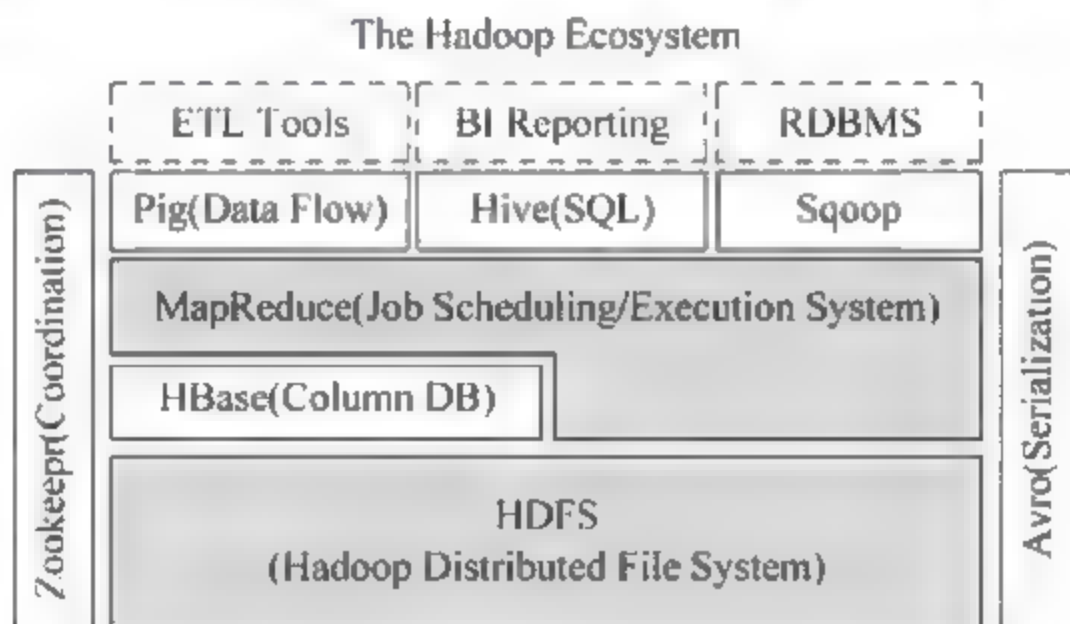 The Hadoop Ecosystem
ETL Tools
BI Reporting
RDBMS
Pig(Data Flow)
Hive(SQL)
Sqoop
MapReduce(Job Scheduling/Execution System)
HBase(Column DB)
HDFS
(Hadoop Distributed File System)
Zookeepr(Coordination)
Avro(Serialization)